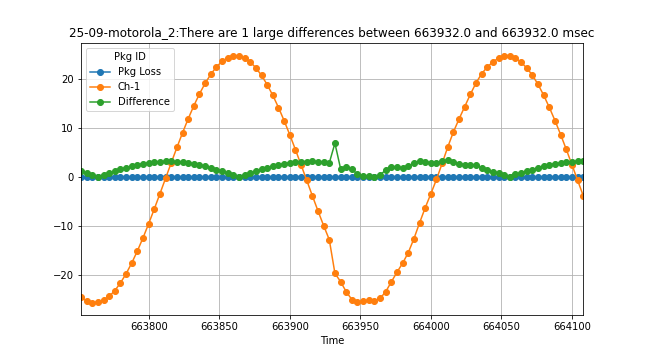 25-09-motorola_2:There are 1 large differences between 663932.0 and 663932.0 msec
Pkg ID
Pkg Loss
Ch-1
Difference
20
10
0
−10
−20
663800 663850 663900 663950 664000 664050 664100
Time